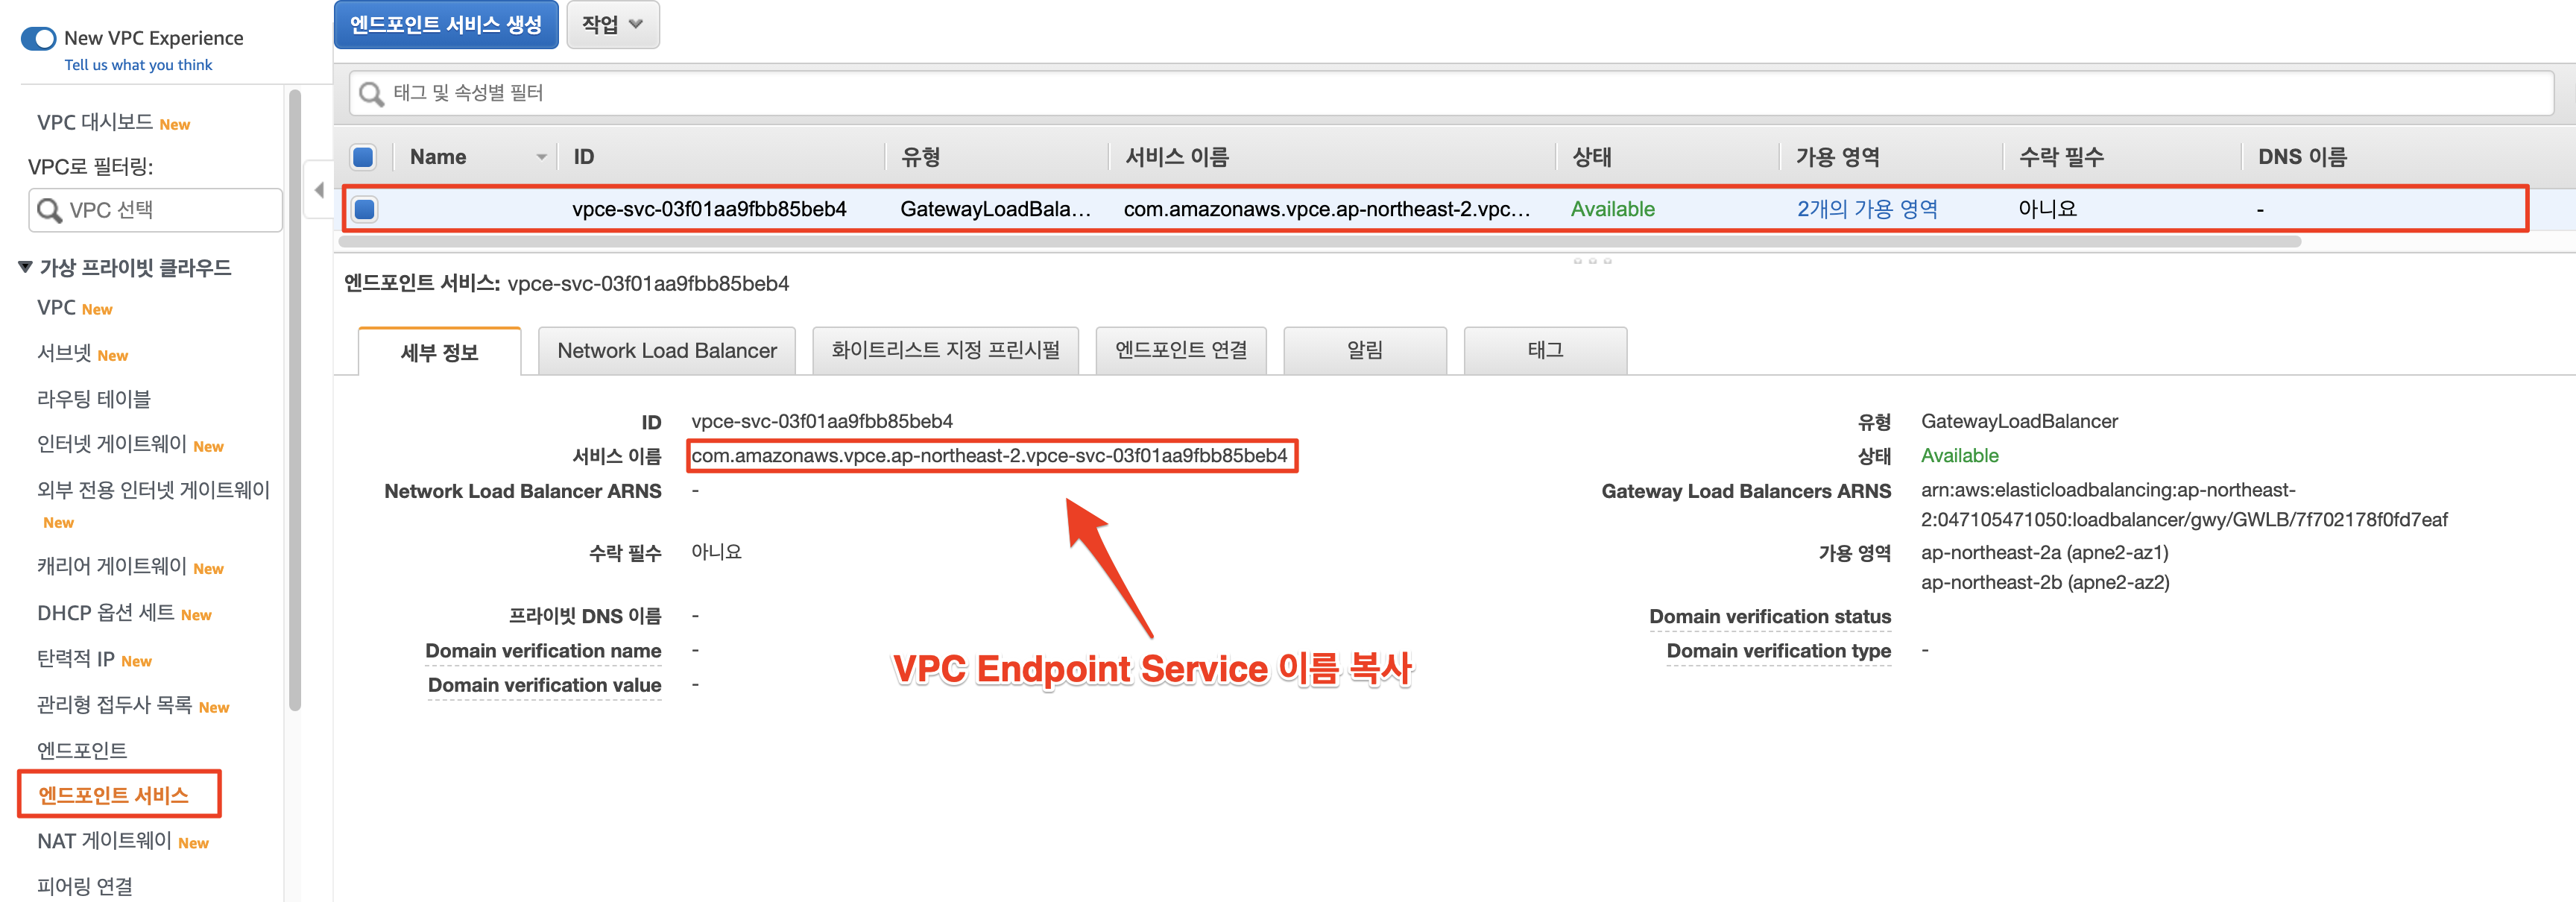 New VPC Experience
Tell us what you think
VPC 대시보드 New
VPC로 필터링:
VPC 선택
가상 프라이빗 클라우드
VPC New
서브넷 New
라우팅 테이블
인터넷 게이트웨이 New
외부 전용 인터넷 게이트웨이
New
캐리어 게이트웨이 New
DHCP 옵션 세트 New
탄력적 IP New
관리형 접두사 목록 New
엔드포인트
엔드포인트 서비스
NAT 게이트웨이 New
피어링 연결
엔드포인트 서비스 생성 작업
태그 및 속성별 필터
Name ID 유형 서비스 이름 상태 가용 영역 수락 필수 DNS 이름
vpce-svc-03f01aa9fbb85beb4 GatewayLoadBala… com.amazonaws.vpce.ap-northeast-2.vpc… Available 2개의 가용 영역 아니요 -
엔드포인트 서비스: vpce-svc-03f01aa9fbb85beb4
세부 정보 Network Load Balancer 화이트리스트 지정 프린시펄 엔드포인트 연결 알림 태그
ID vpce-svc-03f01aa9fbb85beb4
서비스 이름 com.amazonaws.vpce.ap-northeast-2.vpce-svc-03f01aa9fbb85beb4
Network Load Balancer ARNS -
수락 필수 아니요
프라이빗 DNS 이름 -
Domain verification name -
Domain verification value -
유형 GatewayLoadBalancer
상태 Available
Gateway Load Balancers ARNS arn:aws:elasticloadbalancing:ap-northeast-
2:047105471050:loadbalancer/gwy/GWLB/7f702178f0fd7eaf
가용 영역 ap-northeast-2a (apne2-az1)
ap-northeast-2b (apne2-az2)
Domain verification status
Domain verification type -
VPC Endpoint Service 이름 복사